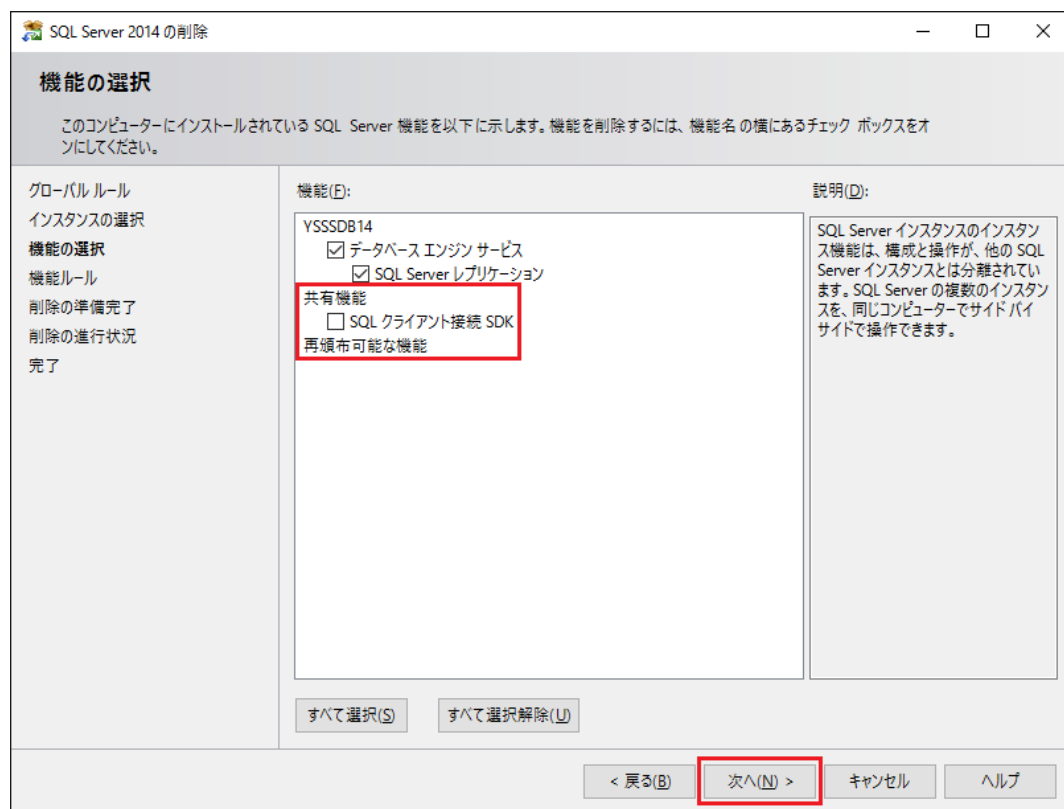 SQL Server 2014 の削除
機能の選択
このコンピューターにインストールされている SQL Server 機能を以下に示します。機能を削除するには、機能名 の横にあるチェック ボックスをオ
ンにしてください。
グローバル ルール
インスタンスの選択
機能の選択
機能ルール
削除の準備完了
削除の進行状況
完了
機能(F):
YSSSDB14
データベース エンジン サービス
SQL Server レプリケーション
共有機能
SQL クライアント接続 SDK
再頒布可能な機能
説明(D):
SQL Server インスタンスのインスタン
ス機能は、構成と操作が、他の SQL
Server インスタンスとは分離されてい
ます。SQL Server の複数のインスタン
スを、同じコンピューターでサイド バイ
サイドで操作できます。
すべて選択(S)
すべて選択解除(U)
< 戻る(B)
次へ(N) >
キャンセル
ヘルプ